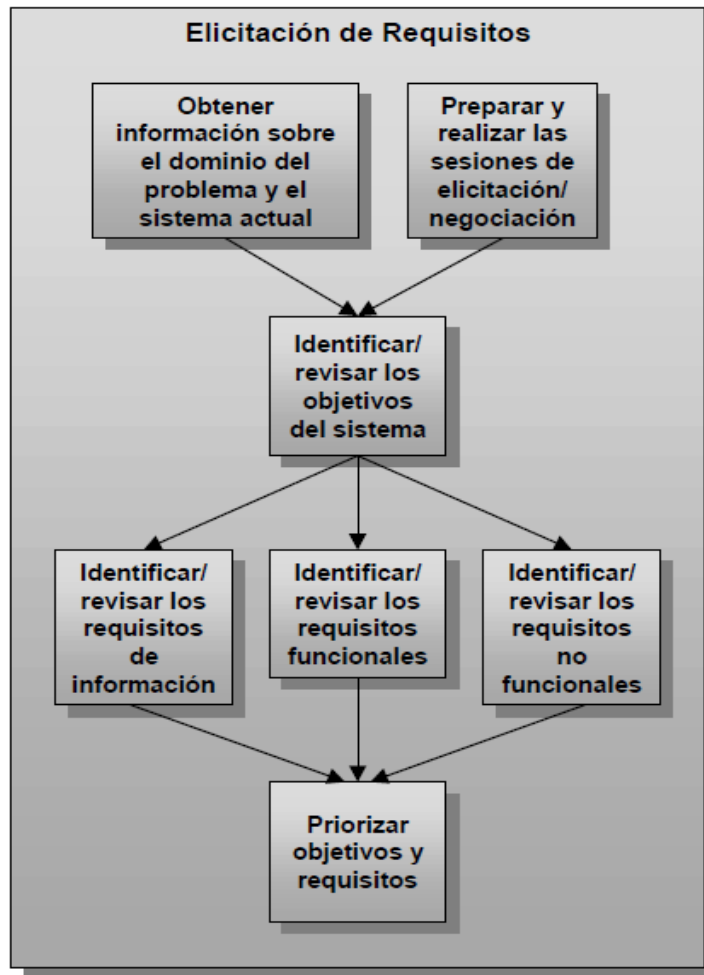 Elicitación de Requisitos
Obtener
información sobre
el dominio del
problema y el
sistema actual
Preparar y
realizar las
sesiones de
elicitación/
negociación
Identificar/
revisar los
objetivos
del sistema
Identificar/
revisar los
requisitos
de
información
Identificar/
revisar los
requisitos
funcionales
Identificar/
revisar los
requisitos
no
funcionales
Priorizar
objetivos y
requisitos